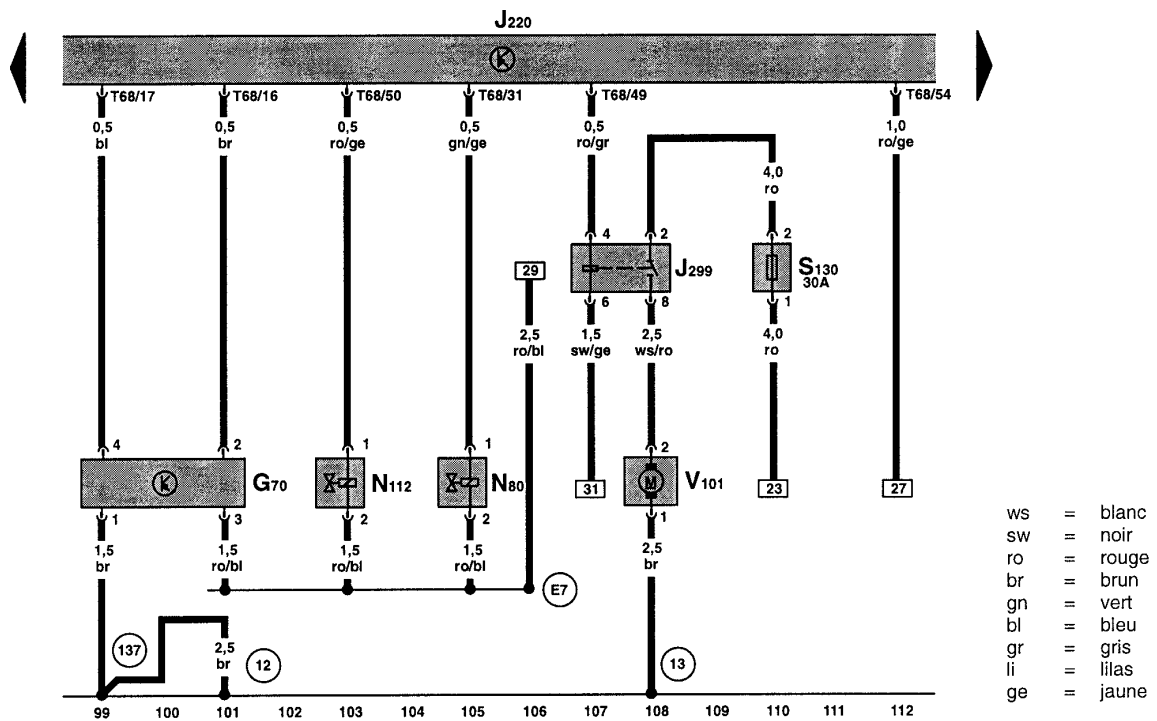 J220
T68/17 T68/16 T68/50 T68/31 T68/49 T68/54
0,5 0,5 0,5 0,5 0,5 1,0
bl br ro/ge gn/ge ro/gr ro/ge
4,0
ro
4 2 2
29 J299 S130
30A
6 8 1
2,5 1,5 2,5 4,0
ro/bl sw/ge ws/ro ro
4 2 1 1 2
G70 N112 N80 31 V101 23 27
1 3 2 2 1
1,5 1,5 1,5 1,5 2,5
br ro/bl ro/bl ro/bl br
E7
137 2,5 12 13
br
99 100 101 102 103 104 105 106 107 108 109 110 111 112
M
ws = blanc
sw = noir
ro = rouge
br = brun
gn = vert
bl = bleu
gr = gris
li = lilas
ge = jaune